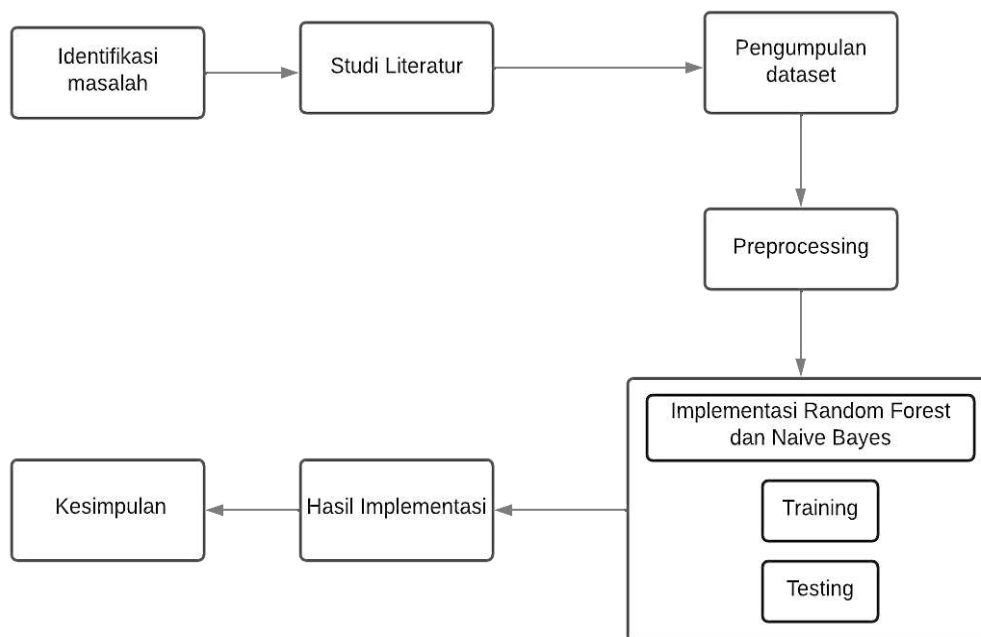 Identifikasi
masalah
Studi Literatur
Pengumpulan
dataset
Preprocessing
Implementasi Random Forest
dan Naive Bayes
Training
Testing
Hasil Implementasi
Kesimpulan